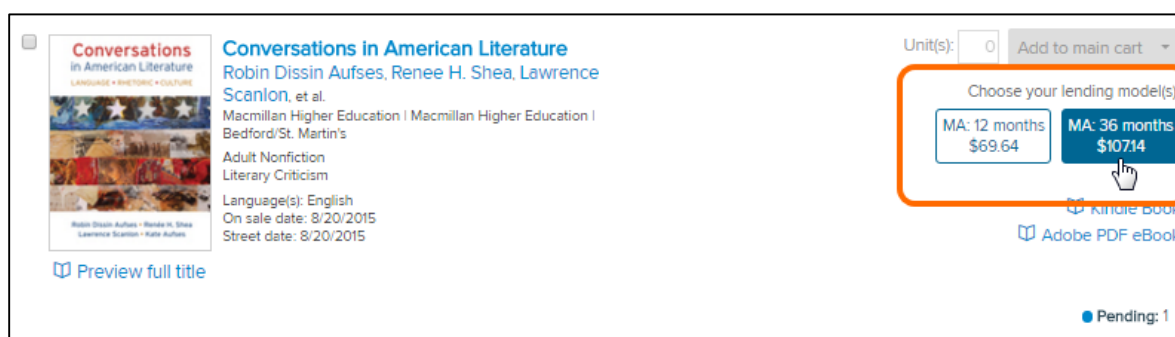 Conversations
in American Literature
LANGUAGE • RHETORIC • CULTURE
Robin Dissin Aufses • Renée H. Shea
Lawrence Scanlon • Kate Aufses
Preview full title
Conversations in American Literature
Robin Dissin Aufses, Renee H. Shea, Lawrence
Scanlon, et al.
Macmillan Higher Education | Macmillan Higher Education |
Bedford/St. Martin's
Adult Nonfiction
Literary Criticism
Language(s): English
On sale date: 8/20/2015
Street date: 8/20/2015
Unit(s): 0 Add to main cart
Choose your lending model(s)
MA: 12 months
$69.64
MA: 36 months
$107.14
Kindle Book
Adobe PDF eBook
Pending: 1